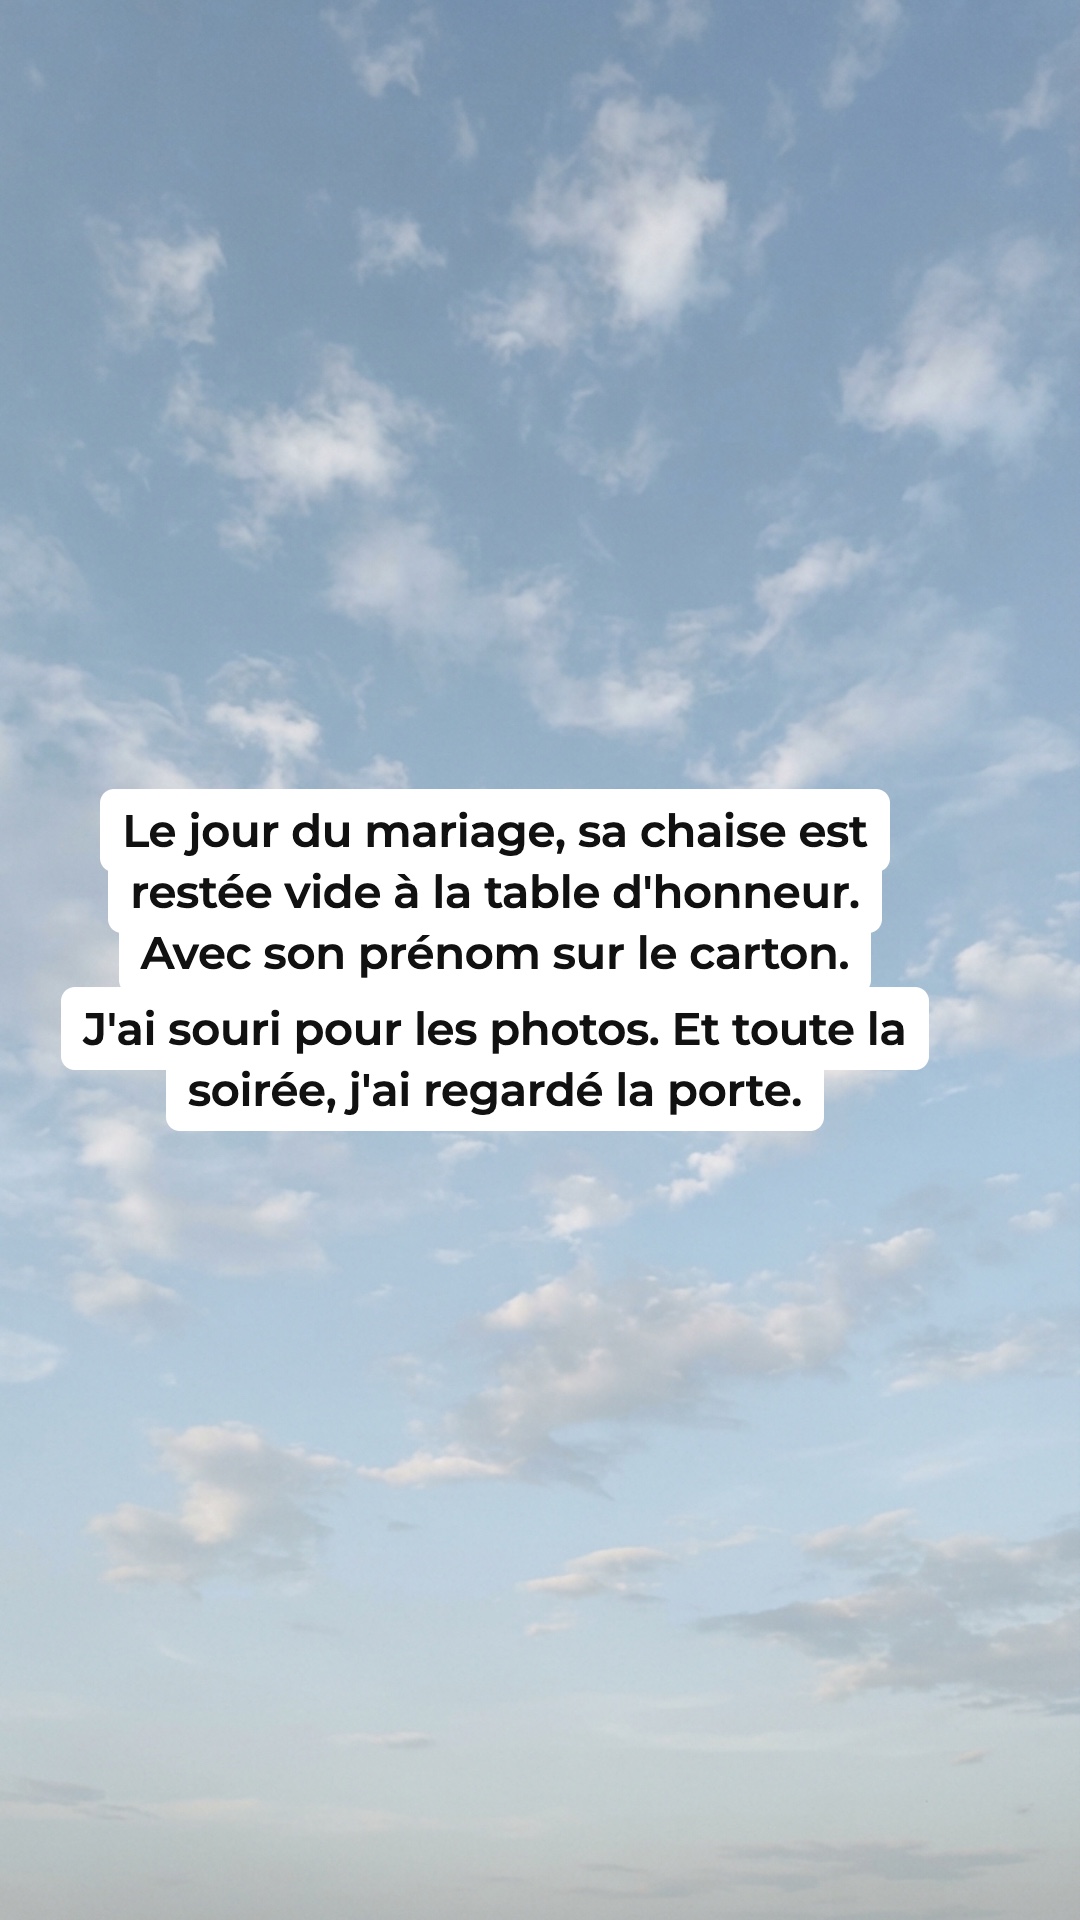 Le jour du mariage, sa chaise est
restée vide à la table d'honneur.
Avec son prénom sur le carton.
J'ai souri pour les photos. Et toute la
soirée, j'ai regardé la porte.